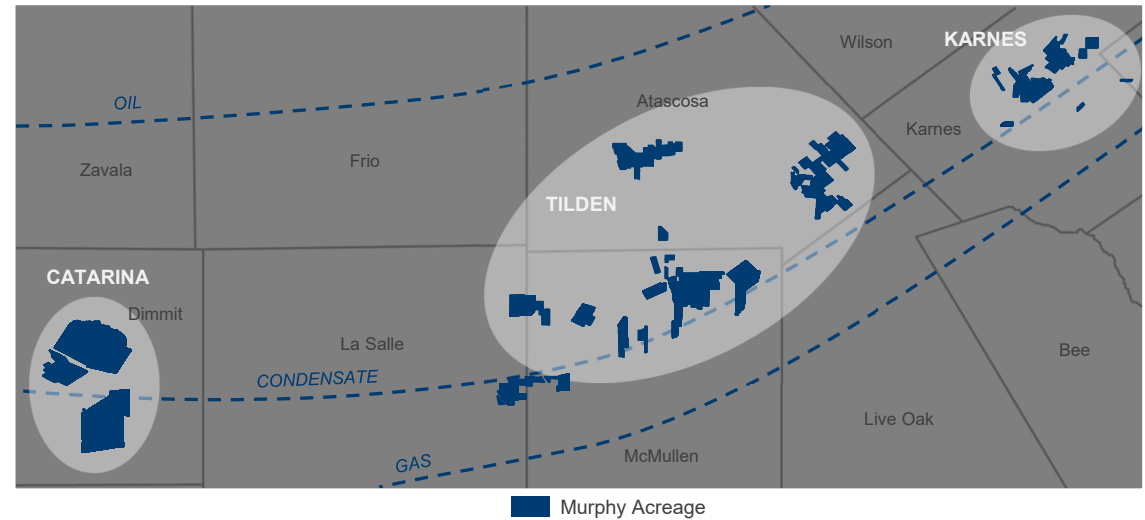 Wilson
KARNES
OIL
Atascosa
Karnes
Zavala
Frio
TILDEN
CATARINA
Dimmit
La Salle
Bee
CONDENSATE
Live Oak
GAS
McMullen
Murphy Acreage